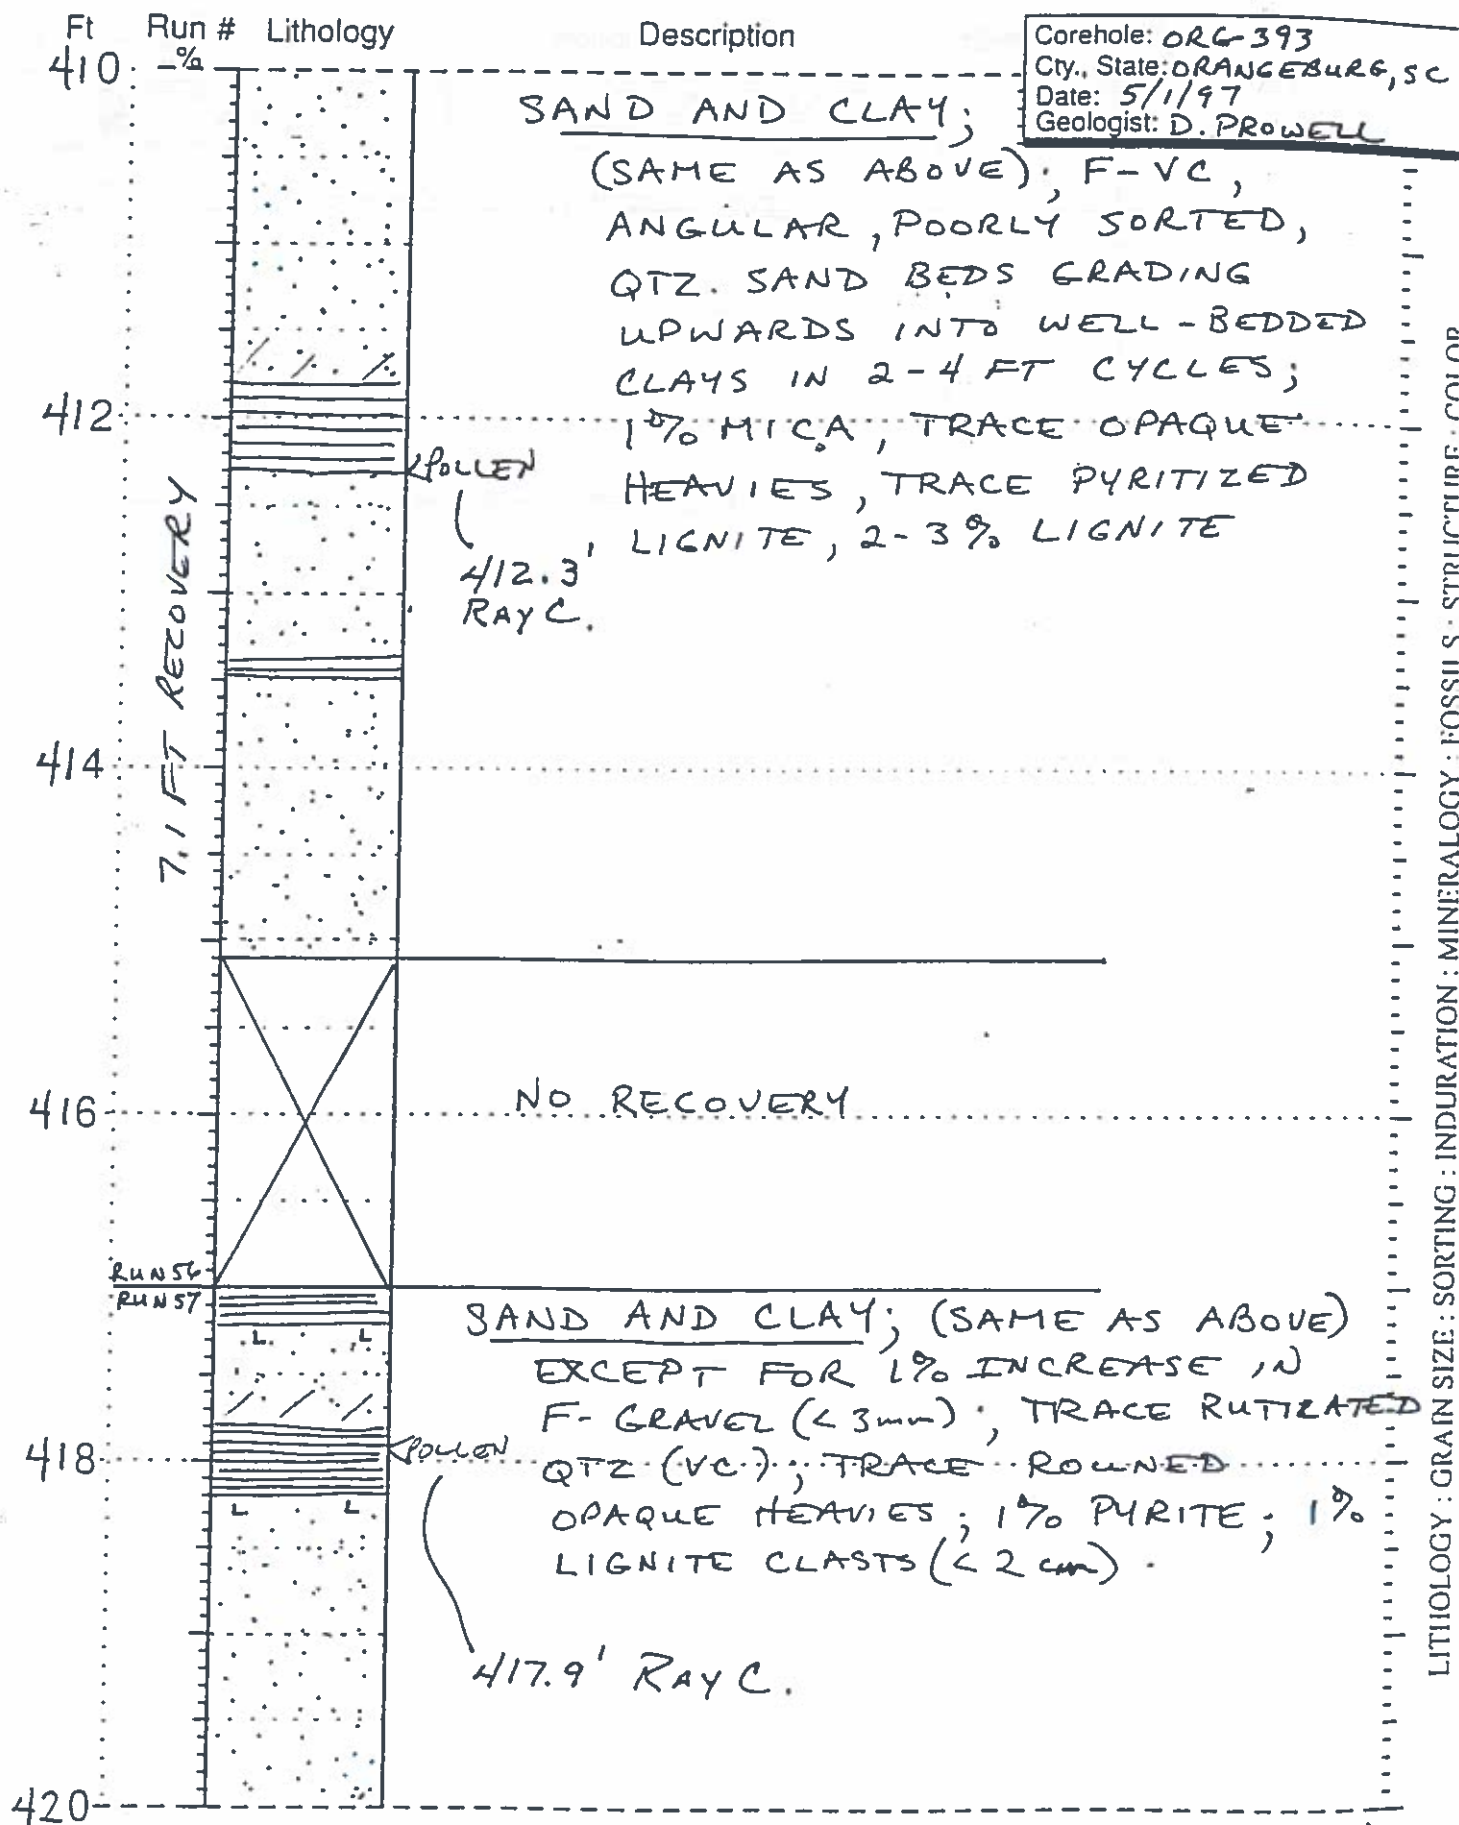 Ft Run # Lithology Description
%
Corehole: ORG-393
Cty., State: ORANGEBURG, SC
Date: 5/1/97
Geologist: D. PROWELL
410
SAND AND CLAY;
(SAME AS ABOVE); F-VC,
ANGULAR, POORLY SORTED,
QTZ. SAND BEDS GRADING
UPWARDS INTO WELL-BEDDED
CLAYS IN 2-4 FT CYCLES;
412
1% MICA, TRACE OPAQUE
HEAVIES, TRACE PYRITIZED
LIGNITE, 2-3% LIGNITE
POLLEN
412.3'
RAY C.
7.1 FT RECOVERY
414
416
NO RECOVERY
RUN 56
RUN 57
SAND AND CLAY; (SAME AS ABOVE)
EXCEPT FOR 1% INCREASE IN
F-GRAVEL (<3mm); TRACE RUTILATED
QTZ (VC); TRACE ROUNED
OPAQUE HEAVIES; 1% PYRITE; 1%
LIGNITE CLASTS (<2 cm).
L L
418
POLLEN
L L
417.9' RAY C.
420
LITHOLOGY : GRAIN SIZE : SORTING : INDURATION : MINERALOGY : FOSSILS : STRUCTURE : COLOR